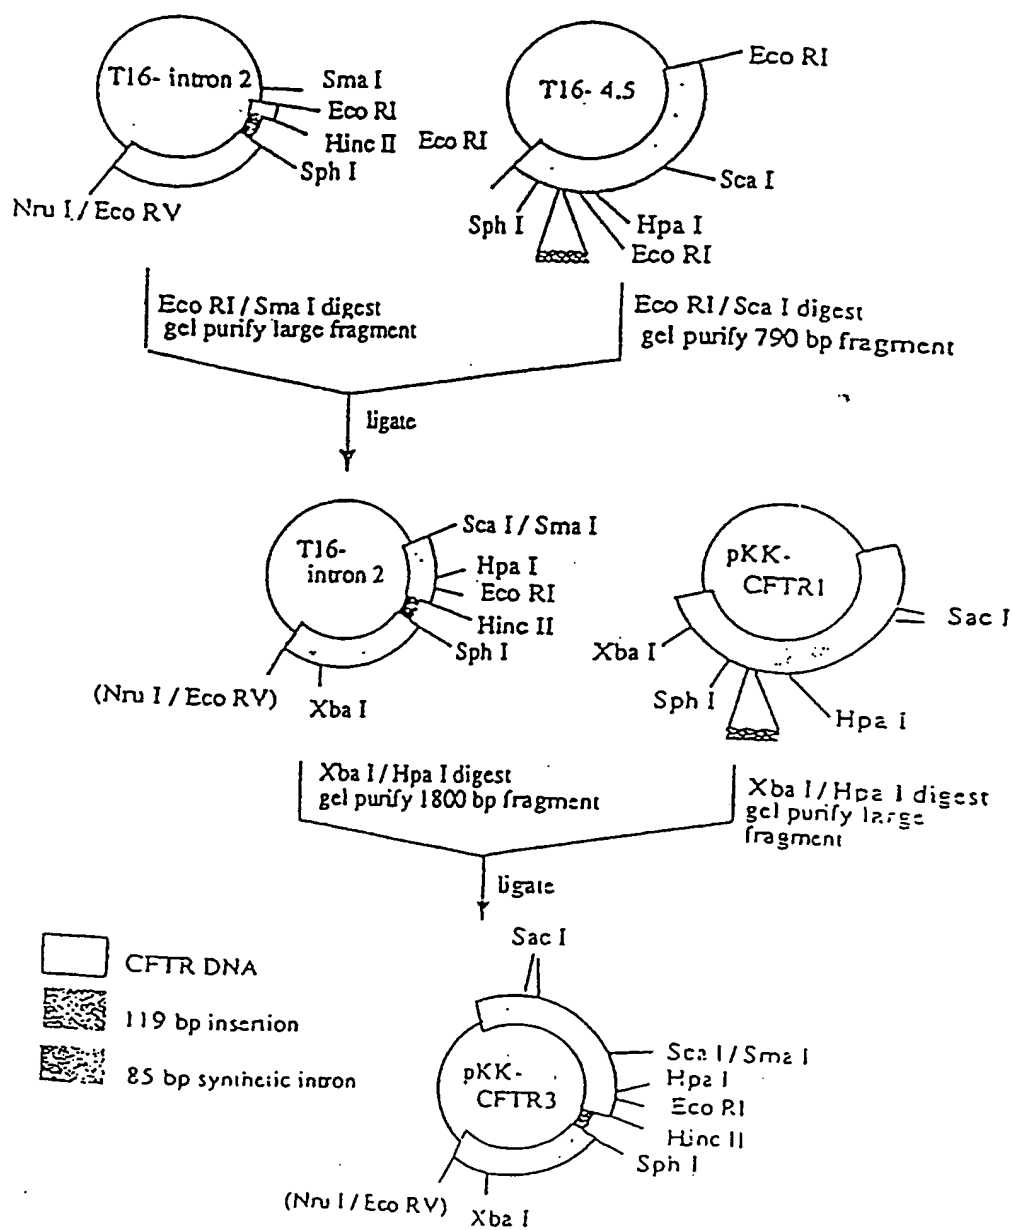 T16- intron 2
Sma I
Eco RI
Hinc II
Sph I
Nru I / Eco RV
T16- 4.5
Eco RI
Eco RI
Sca I
Sph I
Hpa I
Eco RI
Eco RI / Sma I digest
gel purify large fragment
Eco RI / Sca I digest
gel purify 790 bp fragment
ligate
T16-
intron 2
Sca I / Sma I
Hpa I
Eco RI
Hinc II
Sph I
(Nru I / Eco RV)
Xba I
pKK-
CFTR1
Sac I
Xba I
Sph I
Hpa I
Xba I / Hpa I digest
gel purify 1800 bp fragment
Xba I / Hpa I digest
gel purify large
fragment
ligate
Sac I
CFTR DNA
119 bp insertion
85 bp synthetic intron
pKK-
CFTR3
Sca I / Sma I
Hpa I
Eco RI
Hinc II
Sph I
(Nru I / Eco RV)
Xba I